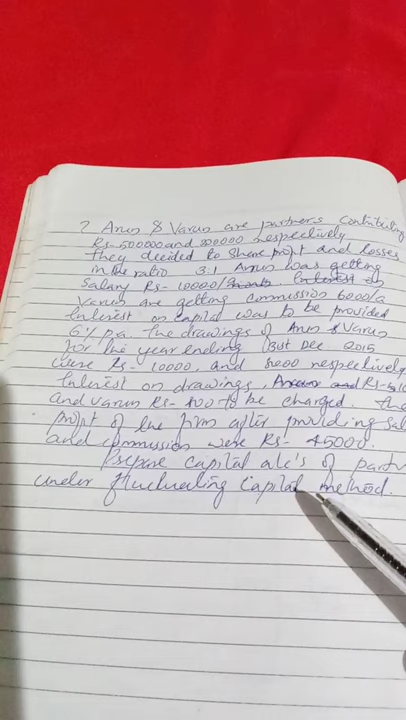 ? Arun & Varun are partners contributing
Rs-500000 and 300000 respectively
They decided to share profit and losses
in the ratio 3:1 Arun was getting
Salary Rs- 10000/ Interest on
Varun are getting commission 6000/a
Interest on capital was to be provided
6% p.a. the drawings of Arun & Varun
for the year ending 31st Dec 2015
were Rs- 10000, and 8000 respectively
Interest on drawings, and Rs-
and Varun Rs- 400 to be charged. The
profit of the firm after providing Sal
and commission were Rs- 45000.
Prepare capital a/c's of partn
under fluctuating Capital method.